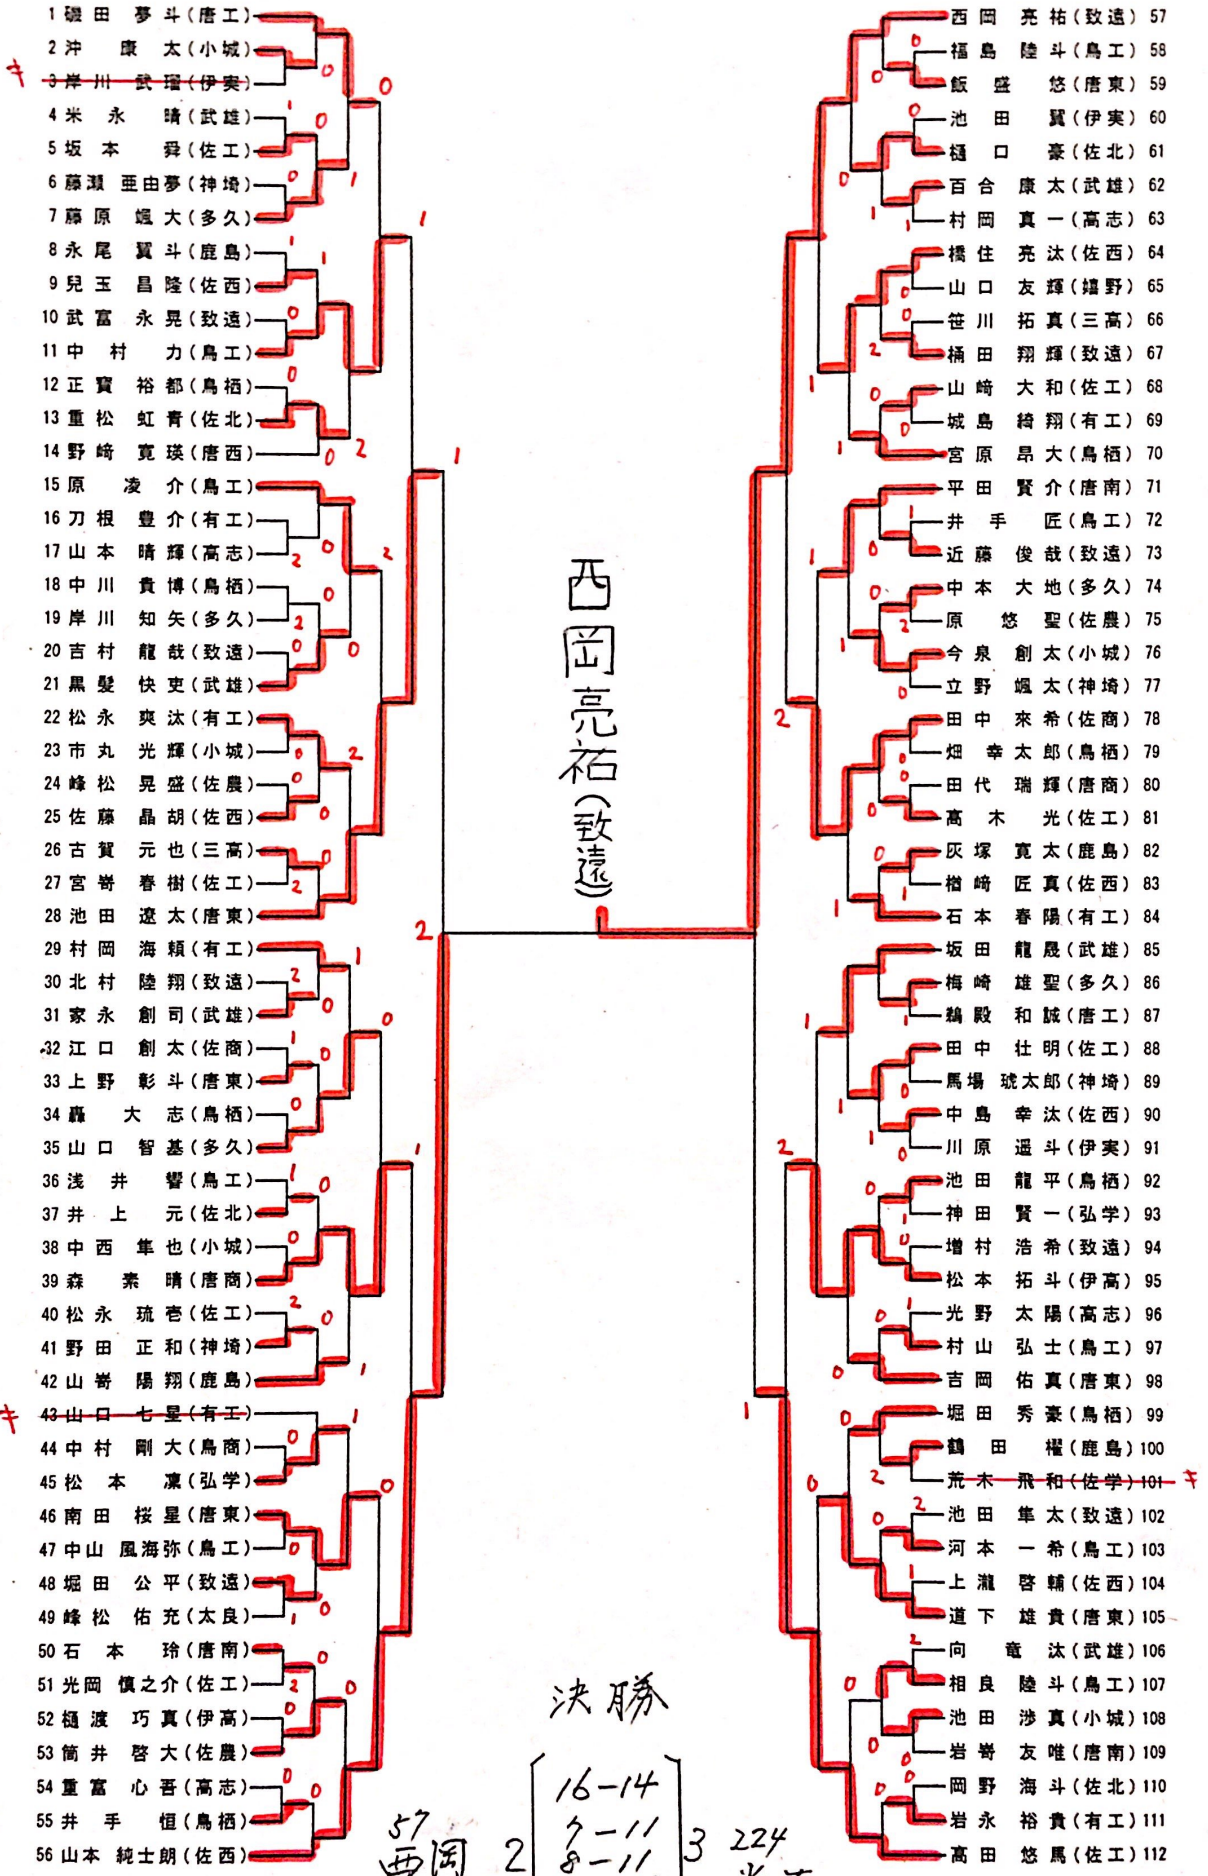 1 磯田 夢斗(唐工)
2 沖 康太(小城)
キ 3 岸川 武瑠(伊実)
4 米永 晴(武雄)
5 坂本 舜(佐工)
6 藤瀬 亜由夢(神埼)
7 藤原 颯大(多久)
8 永尾 翼斗(鹿島)
9 兒玉 昌隆(佐西)
10 武富 永晃(致遠)
11 中村 力(鳥工)
12 正寳 裕都(鳥栖)
13 重松 虹青(佐北)
14 野﨑 寛瑛(唐西)
15 原 凌介(鳥工)
16 刀根 豊介(有工)
17 山本 晴輝(高志)
18 中川 貴博(鳥栖)
19 岸川 知矢(多久)
20 吉村 龍哉(致遠)
21 黒髪 快吏(武雄)
22 松永 爽汰(有工)
23 市丸 光輝(小城)
24 峰松 晃盛(佐農)
25 佐藤 晶胡(佐西)
26 古賀 元也(三高)
27 宮嵜 春樹(佐工)
28 池田 遼太(唐東)
29 村岡 海頼(有工)
30 北村 陸翔(致遠)
31 家永 創司(武雄)
32 江口 創太(佐商)
33 上野 彰斗(唐東)
34 轟 大志(鳥栖)
35 山口 智基(多久)
36 浅井 響(鳥工)
37 井上 元(佐北)
38 中西 隼也(小城)
39 森 素晴(唐商)
40 松永 琉壱(佐工)
41 野田 正和(神埼)
42 山嵜 陽翔(鹿島)
キ 43 山口 七星(有工)
44 中村 剛大(鳥商)
45 松本 凜(弘学)
46 南田 桜星(唐東)
47 中山 風海弥(鳥工)
48 堀田 公平(致遠)
49 峰松 佑充(太良)
50 石本 玲(唐南)
51 光岡 慎之介(佐工)
52 樋渡 巧真(伊高)
53 筒井 啓大(佐農)
54 重富 心吾(高志)
55 井手 恒(鳥栖)
56 山本 純士朗(佐西)
西岡亮祐(致遠)
決勝
57 西岡 2
16-14
7-11
8-11
3 224
西岡 亮祐(致遠) 57
福島 陸斗(鳥工) 58
飯盛 悠(唐東) 59
池田 翼(伊実) 60
樋口 豪(佐北) 61
百合 康太(武雄) 62
村岡 真一(高志) 63
橋住 亮汰(佐西) 64
山口 友輝(嬉野) 65
笹川 拓真(三高) 66
桶田 翔輝(致遠) 67
山﨑 大和(佐工) 68
城島 綺翔(有工) 69
宮原 昂大(鳥栖) 70
平田 賢介(唐南) 71
井手 匠(鳥工) 72
近藤 俊哉(致遠) 73
中本 大地(多久) 74
原 悠聖(佐農) 75
今泉 創太(小城) 76
立野 颯太(神埼) 77
田中 來希(佐商) 78
畑 幸太郎(鳥栖) 79
田代 瑞輝(唐商) 80
高木 光(佐工) 81
灰塚 寛太(鹿島) 82
楢﨑 匠真(佐西) 83
石本 春陽(有工) 84
坂田 龍晟(武雄) 85
梅崎 雄聖(多久) 86
鵜殿 和誠(唐工) 87
田中 壮明(佐工) 88
馬場 琥太郎(神埼) 89
中島 幸汰(佐西) 90
川原 遥斗(伊実) 91
池田 龍平(鳥栖) 92
神田 賢一(弘学) 93
増村 浩希(致遠) 94
松本 拓斗(伊高) 95
光野 太陽(高志) 96
村山 弘士(鳥工) 97
吉岡 佑真(唐東) 98
堀田 秀豪(鳥栖) 99
鶴田 櫂(鹿島) 100
荒木 飛和(佐学) 101 キ
池田 隼太(致遠) 102
河本 一希(鳥工) 103
上瀧 啓輔(佐西) 104
道下 雄貴(唐東) 105
向 竜汰(武雄) 106
相良 陸斗(鳥工) 107
池田 渉真(小城) 108
岩嵜 友唯(唐南) 109
岡野 海斗(佐北) 110
岩永 裕貴(有工) 111
高田 悠馬(佐工) 112